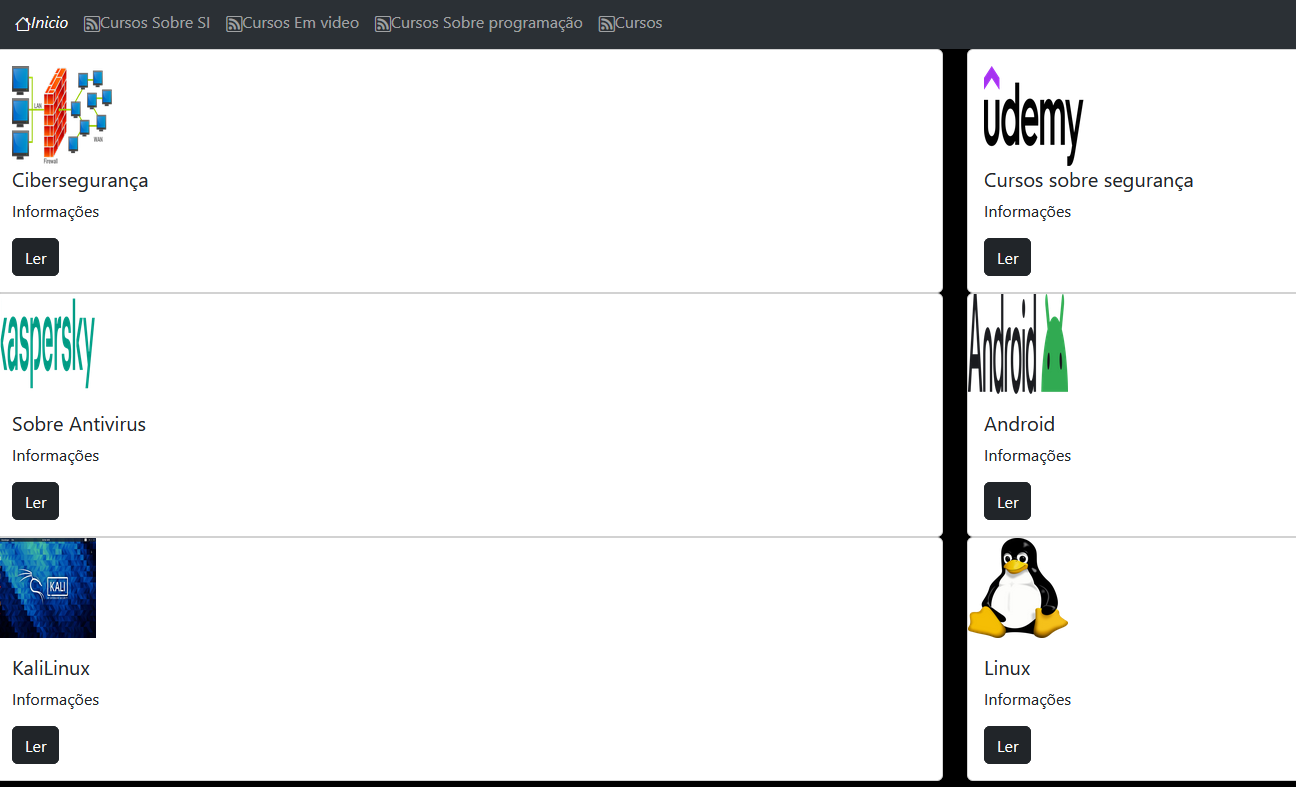 Inicio Cursos Sobre SI Cursos Em video Cursos Sobre programação Cursos
LAN
WAN
Firewall
Cibersegurança
Informações
Ler
udemy
Cursos sobre segurança
Informações
Ler
kaspersky
Sobre Antivirus
Informações
Ler
Android
Android
Informações
Ler
KALI
KaliLinux
Informações
Ler
Linux
Informações
Ler